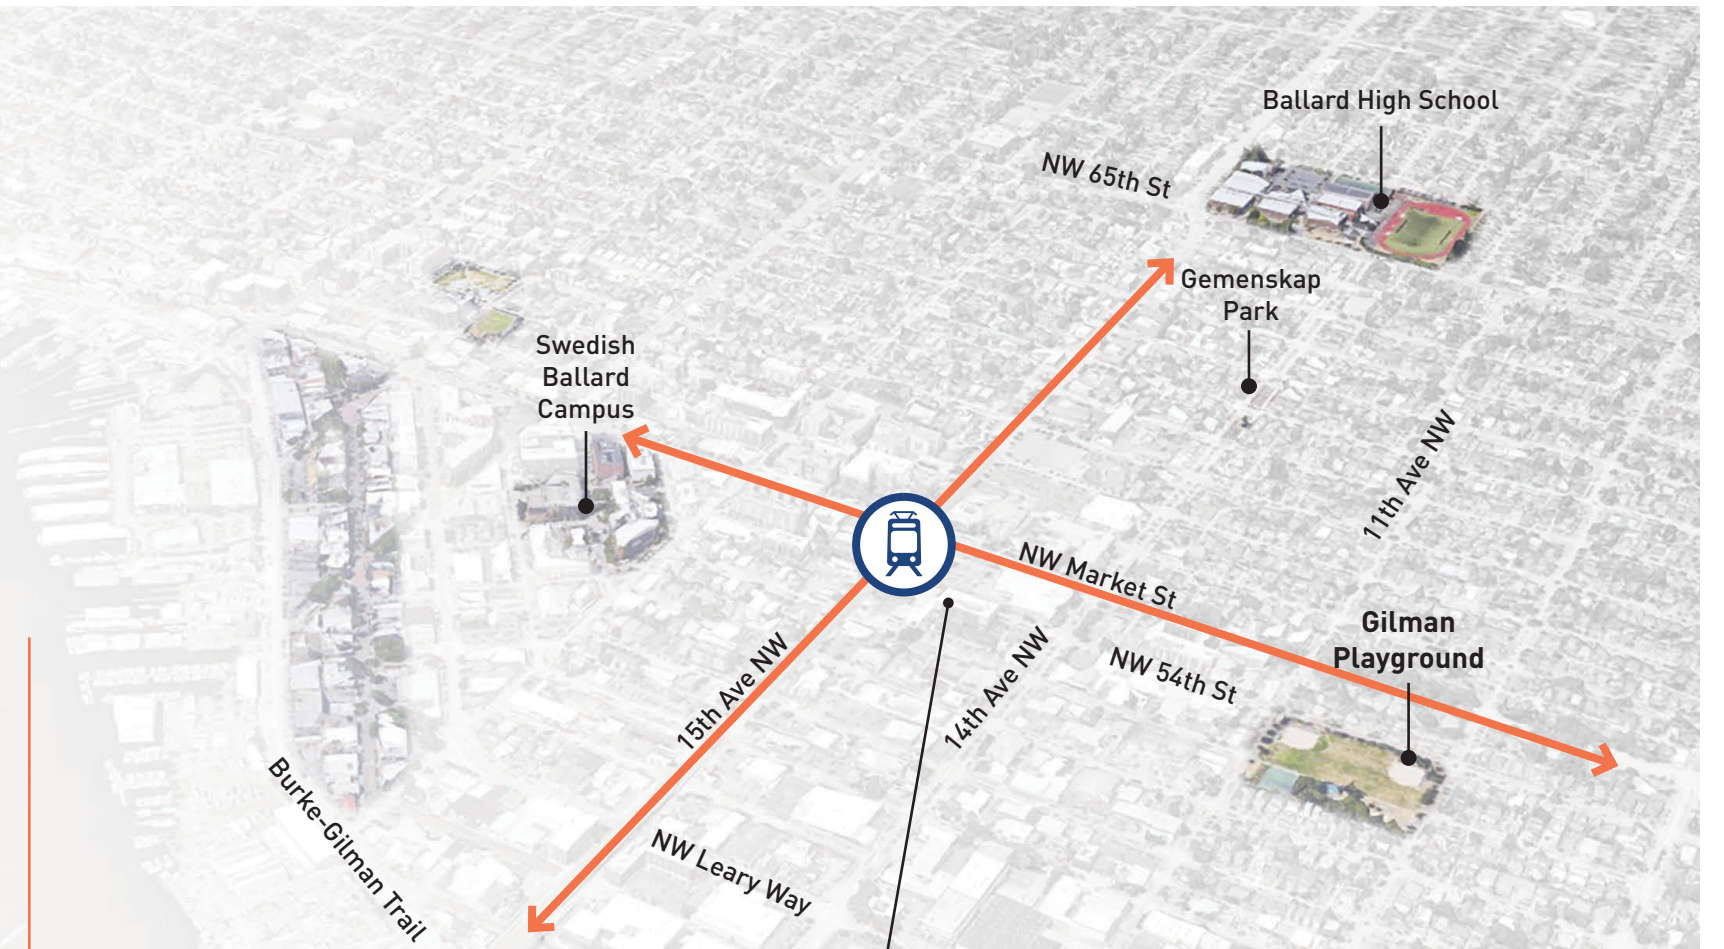 Ballard High School
NW 65th St
Gemenskap
Park
Swedish
Ballard
Campus
11th Ave NW
NW Market St
Gilman
Playground
NW 54th St
15th Ave NW
14th Ave NW
Burke-Gilman Trail
NW Leary Way